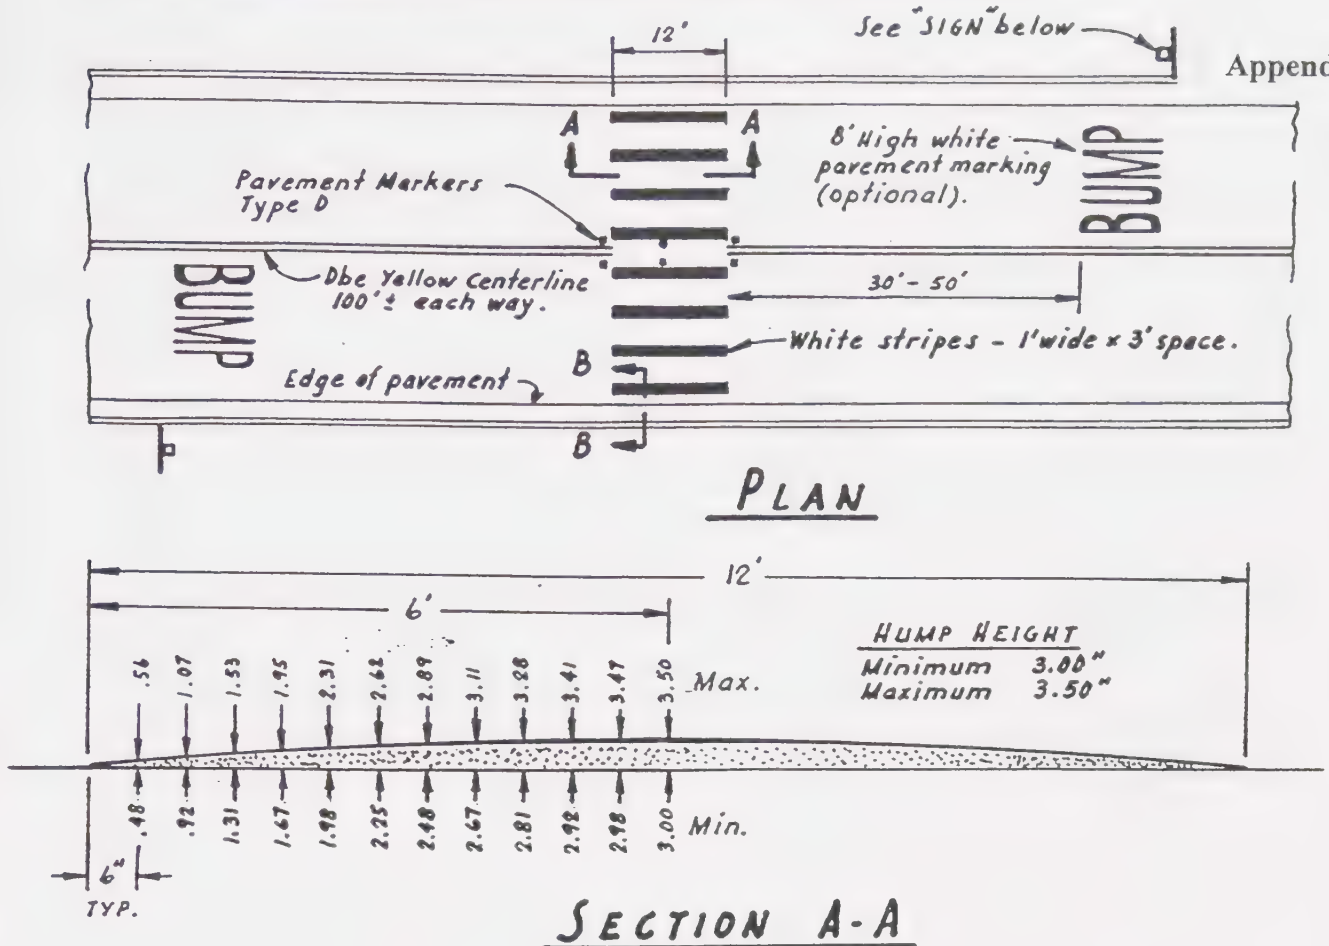 12'
See "SIGN" below
Append
A A
8' High white
pavement marking
(optional).
BUMP
Pavement Markers
Type D
Dbe Yellow Centerline
100' ± each way.
BUMP
30' - 50'
White stripes - 1' wide x 3' space.
B
Edge of pavement
B
PLAN
12'
6'
HUMP HEIGHT
Minimum 3.00"
Maximum 3.50"
.56 1.07 1.53 1.95 2.31 2.62 2.89 3.11 3.28 3.41 3.47 3.50 Max.
.48 .92 1.31 1.67 1.98 2.25 2.48 2.67 2.81 2.92 2.98 3.00 Min.
6"
TYP.
SECTION A-A